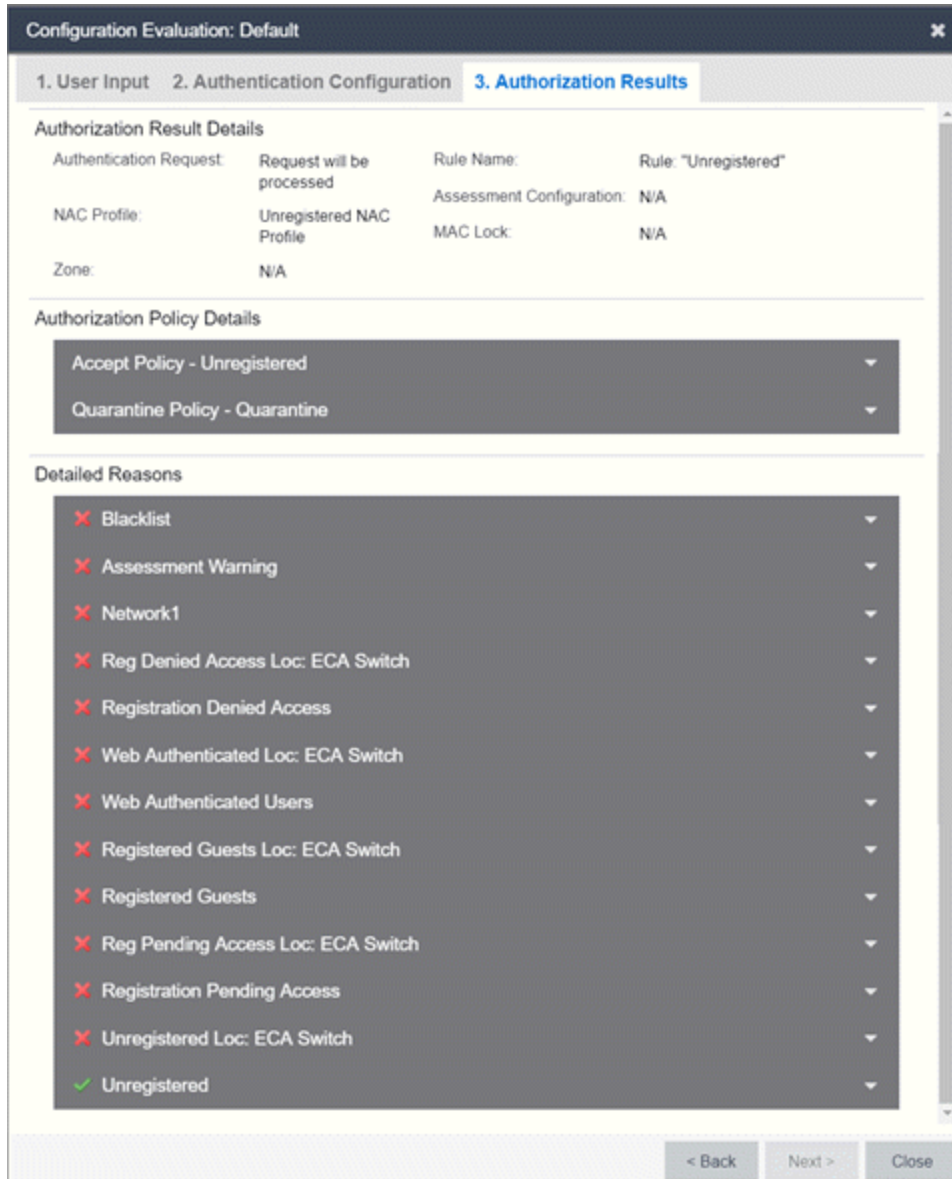 Configuration Evaluation: Default
1. User Input 2. Authentication Configuration 3. Authorization Results
Authorization Result Details
Authentication Request: Request will be processed
Rule Name: Rule: "Unregistered"
Assessment Configuration: N/A
NAC Profile: Unregistered NAC Profile
MAC Lock: N/A
Zone: N/A
Authorization Policy Details
Accept Policy - Unregistered
Quarantine Policy - Quarantine
Detailed Reasons
Blacklist
Assessment Warning
Network1
Reg Denied Access Loc: ECA Switch
Registration Denied Access
Web Authenticated Loc: ECA Switch
Web Authenticated Users
Registered Guests Loc: ECA Switch
Registered Guests
Reg Pending Access Loc: ECA Switch
Registration Pending Access
Unregistered Loc: ECA Switch
Unregistered
< Back Next > Close